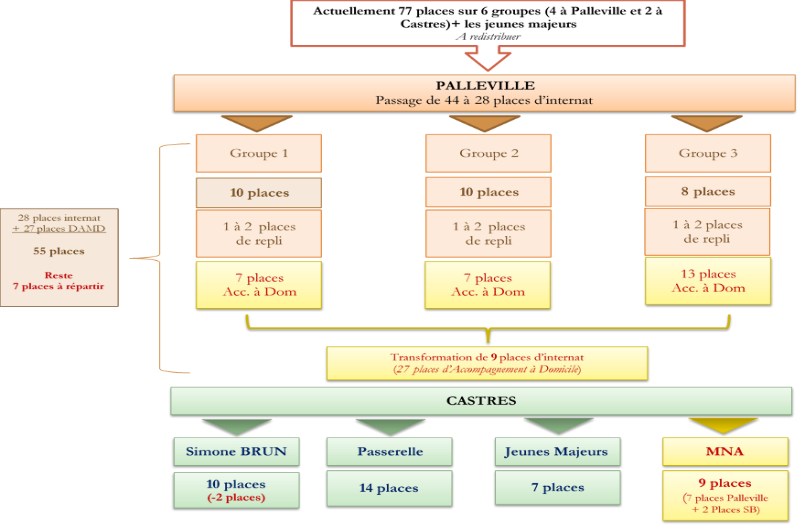 Actuellement 77 places sur 6 groupes (4 à Palleville et 2 à
Castres)+ les jeunes majeurs
A redistribuer
PALLEVILLE
Passage de 44 à 28 places d'internat
Groupe 1
10 places
1 à 2 places
de repli
7 places
Acc. à Dom
Groupe 2
10 places
1 à 2 places
de repli
7 places
Acc. à Dom
Groupe 3
8 places
1 à 2 places
de repli
13 places
Acc. à Dom
28 places internat
+ 27 places DAMD
55 places
Reste
7 places à répartir
Transformation de 9 places d'internat
(27 places d'Accompagnement à Domicile)
CASTRES
Simone BRUN
10 places
(-2 places)
Passerelle
14 places
Jeunes Majeurs
7 places
MNA
9 places
(7 places Palleville
+ 2 Places SB)